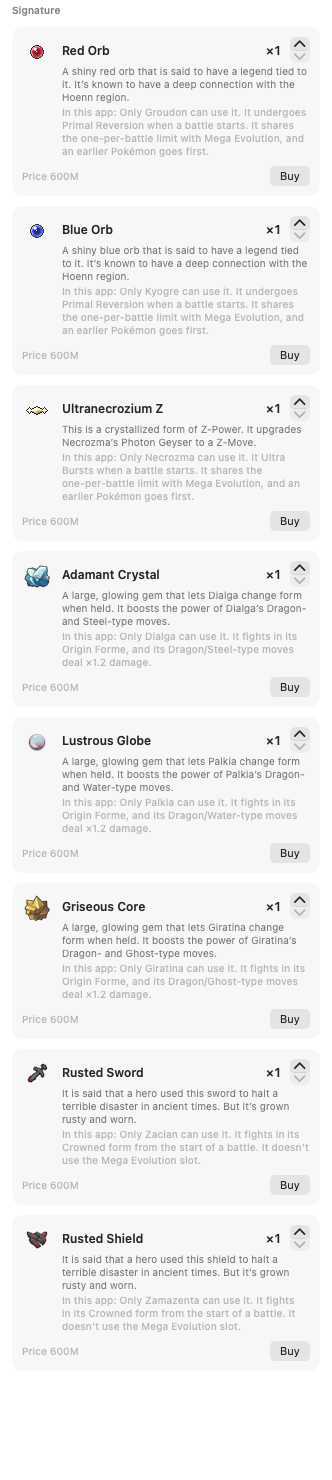 Signature
Red Orb ×1
A shiny red orb that is said to have a legend tied to
it. It's known to have a deep connection with the
Hoenn region.
In this app: Only Groudon can use it. It undergoes
Primal Reversion when a battle starts. It shares
the one-per-battle limit with Mega Evolution, and
an earlier Pokémon goes first.
Price 600M Buy
Blue Orb ×1
A shiny blue orb that is said to have a legend tied
to it. It's known to have a deep connection with the
Hoenn region.
In this app: Only Kyogre can use it. It undergoes
Primal Reversion when a battle starts. It shares
the one-per-battle limit with Mega Evolution, and
an earlier Pokémon goes first.
Price 600M Buy
Ultranecrozium Z ×1
This is a crystallized form of Z-Power. It upgrades
Necrozma's Photon Geyser to a Z-Move.
In this app: Only Necrozma can use it. It Ultra
Bursts when a battle starts. It shares the
one-per-battle limit with Mega Evolution, and an
earlier Pokémon goes first.
Price 600M Buy
Adamant Crystal ×1
A large, glowing gem that lets Dialga change form
when held. It boosts the power of Dialga's Dragon-
and Steel-type moves.
In this app: Only Dialga can use it. It fights in its
Origin Forme, and its Dragon/Steel-type moves
deal ×1.2 damage.
Price 600M Buy
Lustrous Globe ×1
A large, glowing gem that lets Palkia change form
when held. It boosts the power of Palkia's Dragon-
and Water-type moves.
In this app: Only Palkia can use it. It fights in its
Origin Forme, and its Dragon/Water-type moves
deal ×1.2 damage.
Price 600M Buy
Griseous Core ×1
A large, glowing gem that lets Giratina change
form when held. It boosts the power of Giratina's
Dragon- and Ghost-type moves.
In this app: Only Giratina can use it. It fights in its
Origin Forme, and its Dragon/Ghost-type moves
deal ×1.2 damage.
Price 600M Buy
Rusted Sword ×1
It is said that a hero used this sword to halt a
terrible disaster in ancient times. But it's grown
rusty and worn.
In this app: Only Zacian can use it. It fights in its
Crowned form from the start of a battle. It doesn't
use the Mega Evolution slot.
Price 600M Buy
Rusted Shield ×1
It is said that a hero used this shield to halt a
terrible disaster in ancient times. But it's grown
rusty and worn.
In this app: Only Zamazenta can use it. It fights
in its Crowned form from the start of a battle. It
doesn't use the Mega Evolution slot.
Price 600M Buy